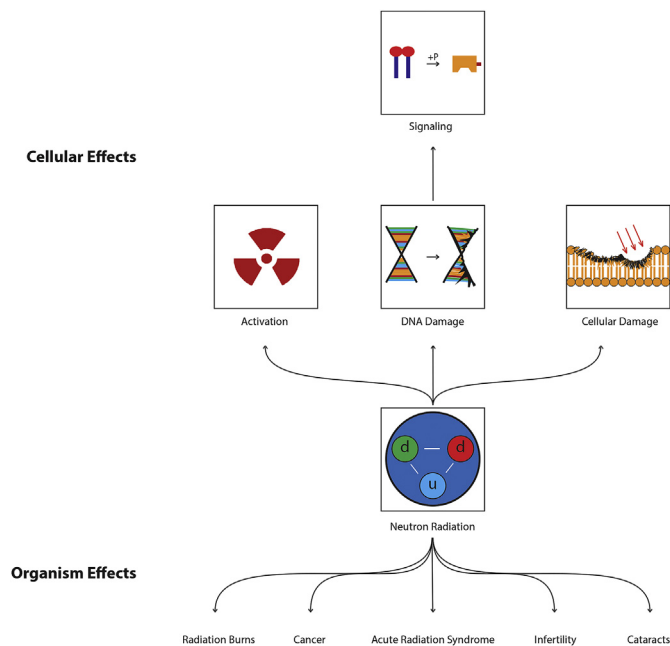 +P
Signaling
Cellular Effects
Activation
DNA Damage
Cellular Damage
d d
u
Neutron Radiation
Organism Effects
Radiation Burns Cancer Acute Radiation Syndrome Infertility Cataracts